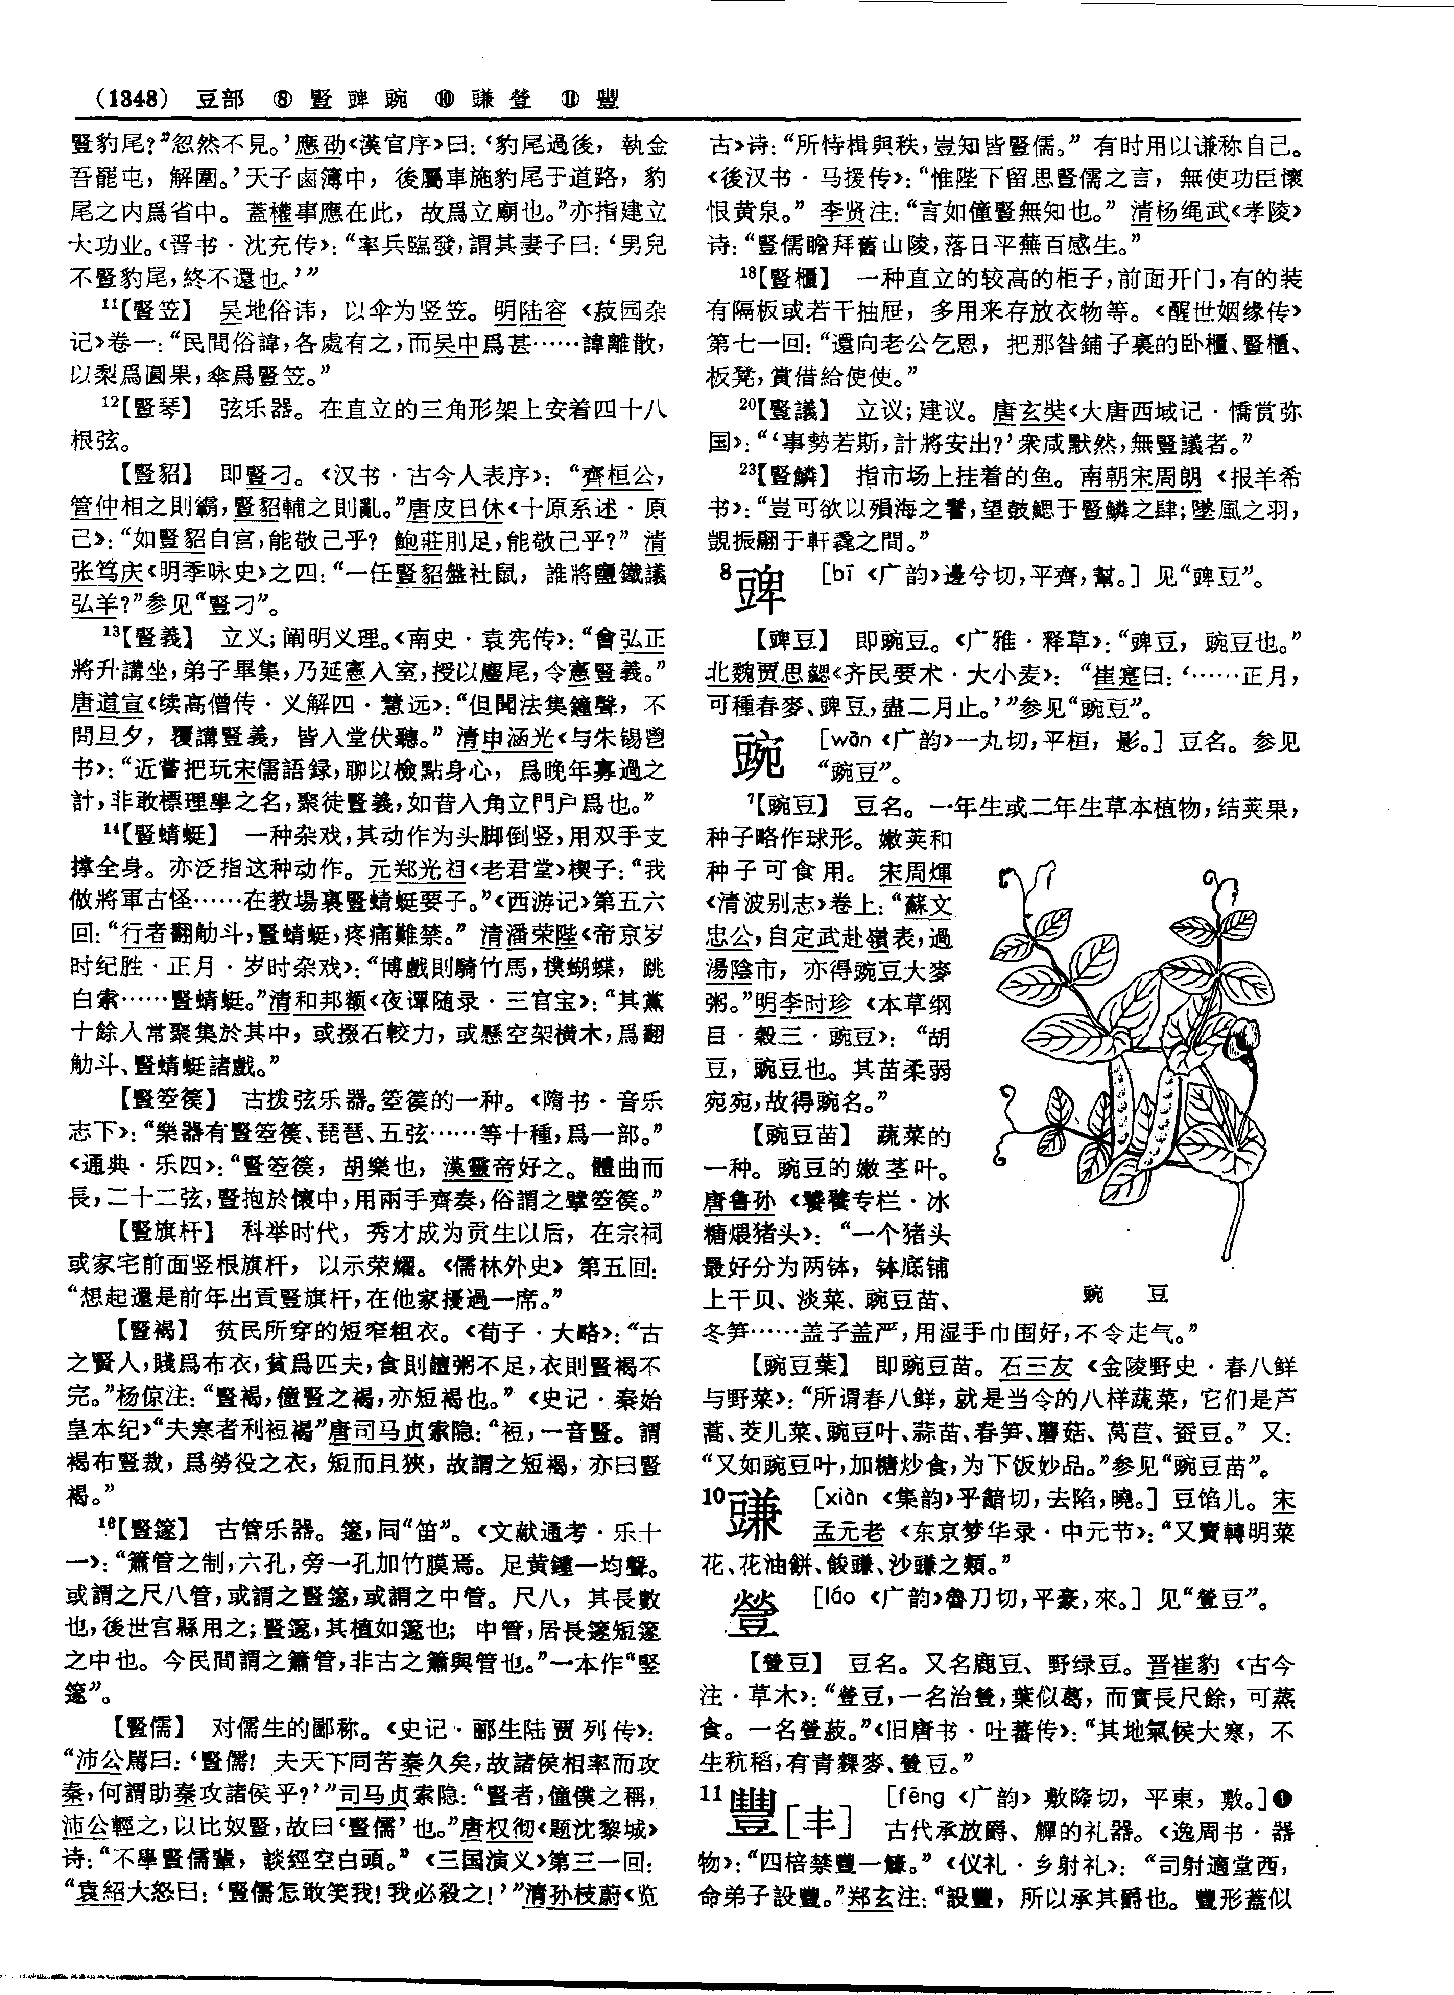 (1348) 豆部 ⑧ 豎 豍 豌 ⑩ 豏 䝁 ⑪ 豐
豎豹尾?”忽然不見。’應劭《漢官序》曰:‘豹尾過後，執金
吾罷屯，解圍。’天子鹵簿中，後屬車施豹尾于道路，豹
尾之内爲省中。蓋權事應在此，故爲立廟也。”亦指建立
大功业。《晋书·沈充传》:“率兵臨發，謂其妻子曰:‘男兒
不豎豹尾，終不還也。’”
¹¹【豎笠】 吴地俗讳，以伞为竖笠。明陆容《菽园杂
记》卷一:“民間俗諱，各處有之，而吴中爲甚……諱離散，
以梨爲圓果，傘爲豎笠。”
¹²【豎琴】 弦乐器。在直立的三角形架上安着四十八
根弦。
【豎貂】 即豎刁。《汉书·古今人表序》:“齊桓公，
管仲相之則霸，豎貂輔之則亂。”唐皮日休《十原系述·原
己》:“如豎貂自宫，能敬己乎? 鮑莊刖足，能敬己乎?” 清
张笃庆《明季咏史》之四:“一任豎貂盤社鼠，誰將鹽鐵議
弘羊?”参见“豎刁”。
¹³【豎義】 立义;阐明义理。《南史·袁宪传》:“會弘正
將升講坐，弟子畢集，乃延憲入室，授以麈尾，令憲豎義。”
唐道宣《续高僧传·义解四·慧远》:“但聞法集鐘聲，不
問旦夕，覆講豎義，皆入堂伏聽。” 清申涵光《与朱锡鬯
书》:“近嘗把玩宋儒語録，聊以檢點身心，爲晚年寡過之
計，非敢標理學之名，聚徒豎義，如昔人角立門户爲也。”
¹⁴【豎蜻蜓】 一种杂戏，其动作为头脚倒竖，用双手支
撑全身。亦泛指这种动作。元郑光祖《老君堂》楔子:“我
做將軍古怪……在教場裏豎蜻蜓耍子。”《西游记》第五六
回:“行者翻觔斗，豎蜻蜓，疼痛難禁。” 清潘荣陛《帝京岁
时纪胜·正月·岁时杂戏》:“博戲則騎竹馬，撲蝴蝶，跳
白索……豎蜻蜓。”清和邦额《夜谭随录·三官宝》:“其黨
十餘人常聚集於其中，或掇石較力，或懸空架横木，爲翻
觔斗、豎蜻蜓諸戲。”
【豎箜篌】 古拨弦乐器。箜篌的一种。《隋书·音乐
志下》:“樂器有豎箜篌、琵琶、五弦……等十種，爲一部。”
《通典·乐四》:“豎箜篌，胡樂也，漢靈帝好之。體曲而
長，二十二弦，豎抱於懷中，用兩手齊奏，俗謂之擘箜篌。”
【豎旗杆】 科举时代，秀才成为贡生以后，在宗祠
或家宅前面竖根旗杆，以示荣耀。《儒林外史》第五回:
“想起還是前年出貢豎旗杆，在他家擾過一席。”
【豎褐】 贫民所穿的短窄粗衣。《荀子·大略》:“古
之賢人，賤爲布衣，貧爲匹夫，食則饘粥不足，衣則豎褐不
完。”杨倞注:“豎褐，僮豎之褐，亦短褐也。”《史记·秦始
皇本纪》“夫寒者利裋褐”唐司马贞索隐:“裋，一音豎。謂
褐布豎裁，爲勞役之衣，短而且狹，故謂之短褐，亦曰豎
褐。”
¹⁶【豎篴】 古管乐器。篴，同“笛”。《文献通考·乐十
一》:“簫管之制，六孔，旁一孔加竹膜焉。足黄鍾一均聲。
或謂之尺八管，或謂之豎篴，或謂之中管。尺八，其長數
也，後世宫縣用之;豎篴，其植如篴也;中管，居長篴短篴
之中也。今民間謂之簫管，非古之簫與管也。”一本作“竪
篴”。
【豎儒】 对儒生的鄙称。《史记·郦生陆贾列传》:
“沛公駡曰:‘豎儒! 夫天下同苦秦久矣，故諸侯相率而攻
秦，何謂助秦攻諸侯乎?’”司马贞索隐:“豎者，僮僕之稱，
沛公輕之，以比奴豎，故曰‘豎儒’也。”唐权彻《题沈黎城》
诗:“不學豎儒輩，談經空白頭。”《三国演义》第三一回:
“袁紹大怒曰:‘豎儒怎敢笑我! 我必殺之!’”清孙枝蔚《览
古》诗:“所恃楫與秩，豈知皆豎儒。” 有时用以谦称自己。
《後汉书·马援传》:“惟陛下留思豎儒之言，無使功臣懷
恨黄泉。” 李贤注:“言如僮豎無知也。” 清杨绳武《孝陵》
诗:“豎儒瞻拜舊山陵，落日平蕪百感生。”
¹⁸【豎櫃】 一种直立的较高的柜子，前面开门，有的装
有隔板或若干抽屉，多用来存放衣物等。《醒世姻缘传》
第七一回:“還向老公乞恩，把那咎鋪子裏的卧櫃、豎櫃、
板凳，賞借給使使。”
²⁰【豎議】 立议;建议。唐玄奘《大唐西域记·憍赏弥
国》:“‘事勢若斯，計將安出?’衆咸默然，無豎議者。”
²³【豎鱗】 指市场上挂着的鱼。南朝宋周朗《报羊希
书》:“豈可欲以殞海之鬐，望鼓鰓于豎鱗之肆;墜風之羽，
覬振翮于軒毳之間。”
8豍 [bī《广韵》邊兮切，平齊，幫。] 见“豍豆”。
【豍豆】 即豌豆。《广雅·释草》:“豍豆，豌豆也。”
北魏贾思勰《齐民要术·大小麦》:“崔寔曰:‘……正月，
可種春麥、豍豆，盡二月止。’”参见“豌豆”。
豌 [wān《广韵》一丸切，平桓，影。] 豆名。参见
“豌豆”。
⁷【豌豆】 豆名。一年生或二年生草本植物，结荚果，
种子略作球形。嫩荚和
种子可食用。宋周煇
《清波别志》卷上:“蘇文
忠公，自定武赴嶺表，過
湯陰市，亦得豌豆大麥
粥。”明李时珍《本草纲
目·穀三·豌豆》:“胡
豆，豌豆也。其苗柔弱
宛宛，故得豌名。”
【豌豆苗】 蔬菜的
一种。豌豆的嫩茎叶。
唐鲁孙《饕餮专栏·冰
糖煨猪头》:“一个猪头
最好分为两钵，钵底铺
上干贝、淡菜、豌豆苗、
豌 豆
冬笋……盖子盖严，用湿手巾围好，不令走气。”
【豌豆葉】 即豌豆苗。石三友《金陵野史·春八鲜
与野菜》:“所谓春八鲜，就是当令的八样蔬菜，它们是芦
蒿、茭儿菜、豌豆叶、蒜苗、春笋、蘑菇、莴苣、蚕豆。” 又:
“又如豌豆叶，加糖炒食，为下饭妙品。”参见“豌豆苗”。
10豏 [xiàn《集韵》乎韽切，去陷，曉。] 豆馅儿。宋
孟元老《东京梦华录·中元节》:“又賣轉明菜
花、花油餅、餕豏、沙豏之類。”
䝁 [láo《广韵》魯刀切，平豪，來。] 见“䝁豆”。
【䝁豆】 豆名。又名鹿豆、野绿豆。晋崔豹《古今
注·草木》:“䝁豆，一名治䝁，葉似葛，而實長尺餘，可蒸
食。一名䝁菽。”《旧唐书·吐蕃传》:“其地氣候大寒，不
生秔稻，有青䅵麥、䝁豆。”
11豐[丰] [fēng《广韵》敷隆切，平東，敷。]❶
古代承放爵、觶的礼器。《逸周书·器
物》:“四棓禁豐一觴。”《仪礼·乡射礼》:“司射適堂西，
命弟子設豐。”郑玄注:“設豐，所以承其爵也。豐形蓋似